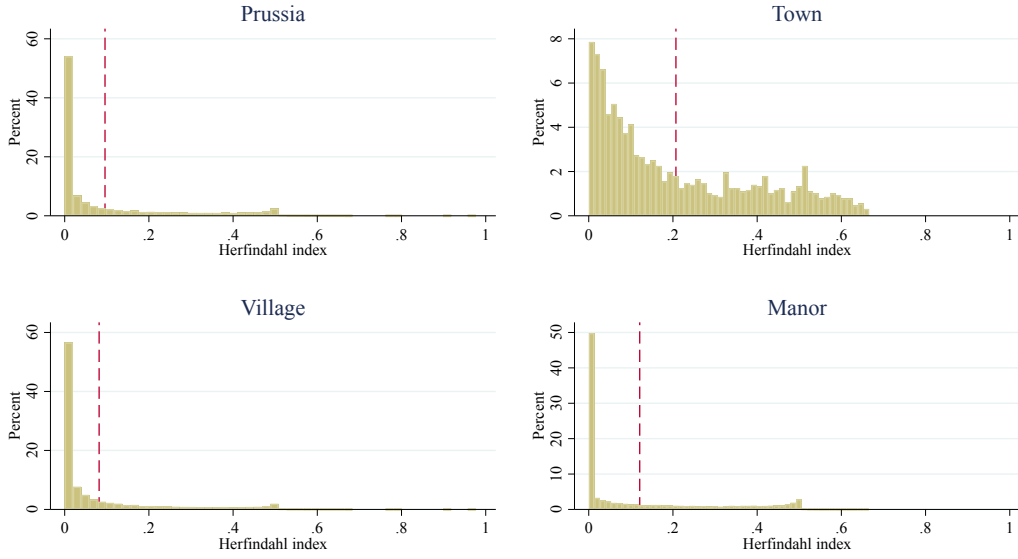 Prussia
Percent
60
40
20
0
0 .2 .4 .6 .8 1
Herfindahl index
Town
Percent
8
6
4
2
0
0 .2 .4 .6 .8 1
Herfindahl index
Village
Percent
60
40
20
0
0 .2 .4 .6 .8 1
Herfindahl index
Manor
Percent
50
40
30
20
10
0
0 .2 .4 .6 .8 1
Herfindahl index